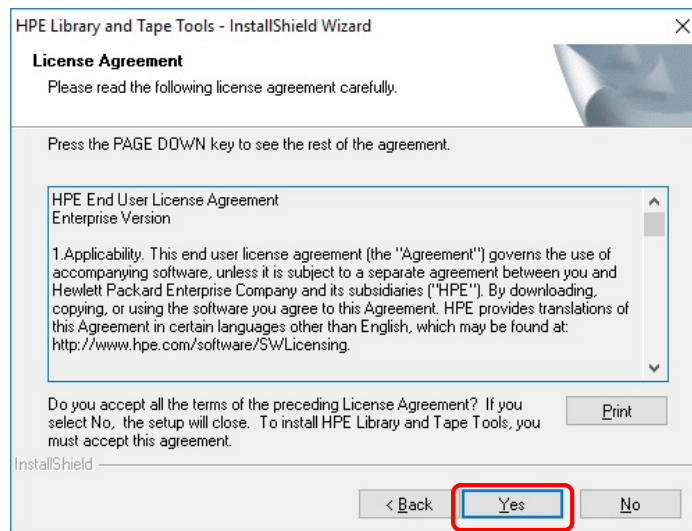 HPE Library and Tape Tools - InstallShield Wizard
License Agreement
Please read the following license agreement carefully.
Press the PAGE DOWN key to see the rest of the agreement.
HPE End User License Agreement
Enterprise Version
1.Applicability. This end user license agreement (the "Agreement") governs the use of
accompanying software, unless it is subject to a separate agreement between you and
Hewlett Packard Enterprise Company and its subsidiaries ("HPE"). By downloading,
copying, or using the software you agree to this Agreement. HPE provides translations of
this Agreement in certain languages other than English, which may be found at:
http://www.hpe.com/software/SWLicensing.
Do you accept all the terms of the preceding License Agreement? If you
select No, the setup will close. To install HPE Library and Tape Tools, you
must accept this agreement.
Print
InstallShield
< Back
Yes
No